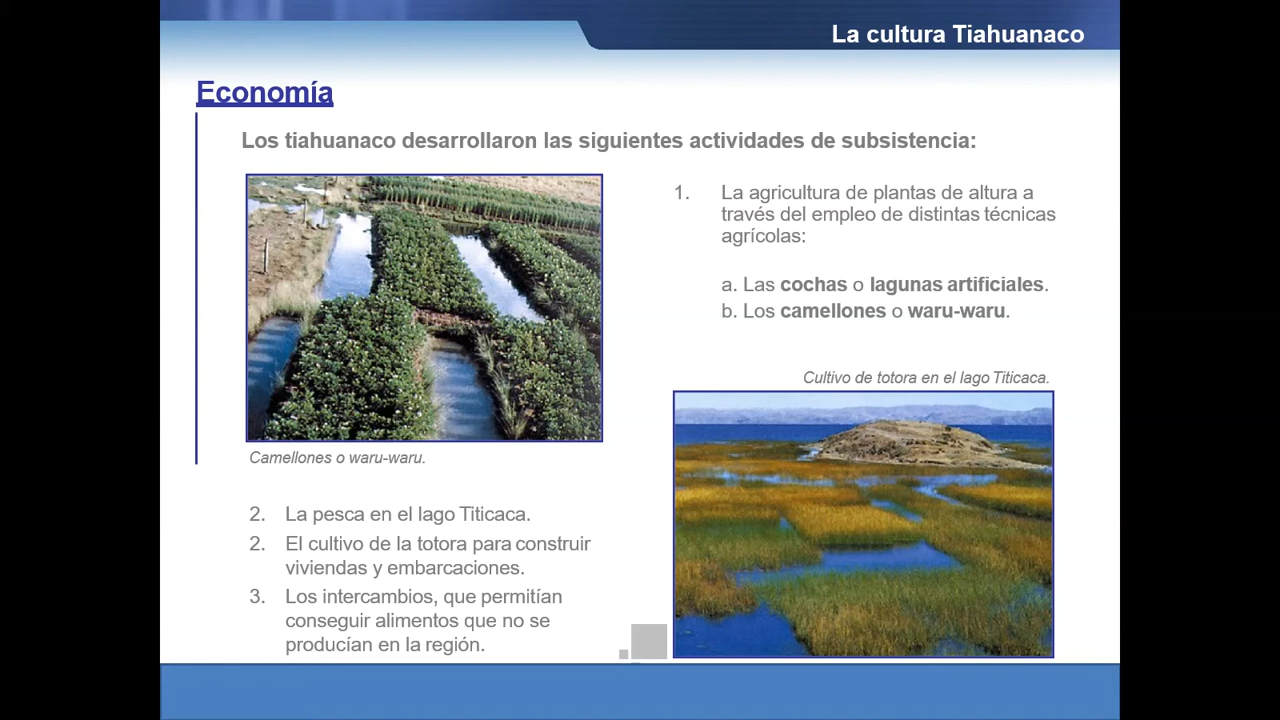 La cultura Tiahuanaco
Economía
Los tiahuanaco desarrollaron las siguientes actividades de subsistencia:
1. La agricultura de plantas de altura a
través del empleo de distintas técnicas
agrícolas:
a. Las cochas o lagunas artificiales.
b. Los camellones o waru-waru.
Cultivo de totora en el lago Titicaca.
Camellones o waru-waru.
2. La pesca en el lago Titicaca.
2. El cultivo de la totora para construir
viviendas y embarcaciones.
3. Los intercambios, que permitían
conseguir alimentos que no se
producían en la región.